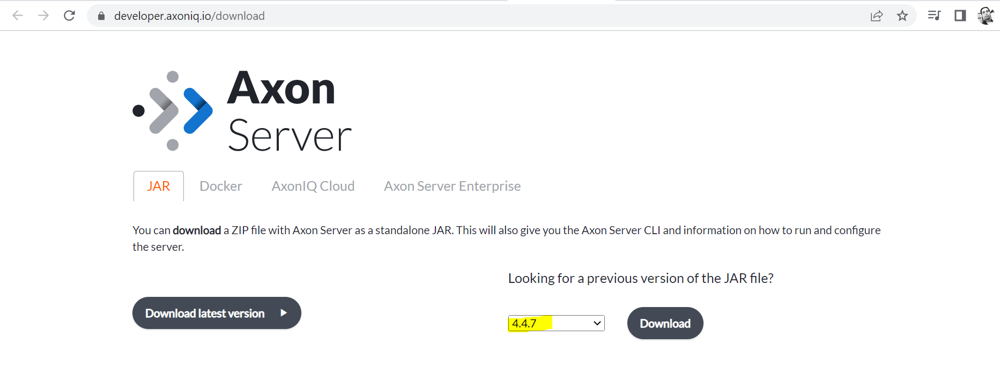 developer.axoniq.io/download
Axon
Server
JAR Docker AxonIQ Cloud Axon Server Enterprise
You can download a ZIP file with Axon Server as a standalone JAR. This will also give you the Axon Server CLI and information on how to run and configure
the server.
Looking for a previous version of the JAR file?
Download latest version
4.4.7 Download